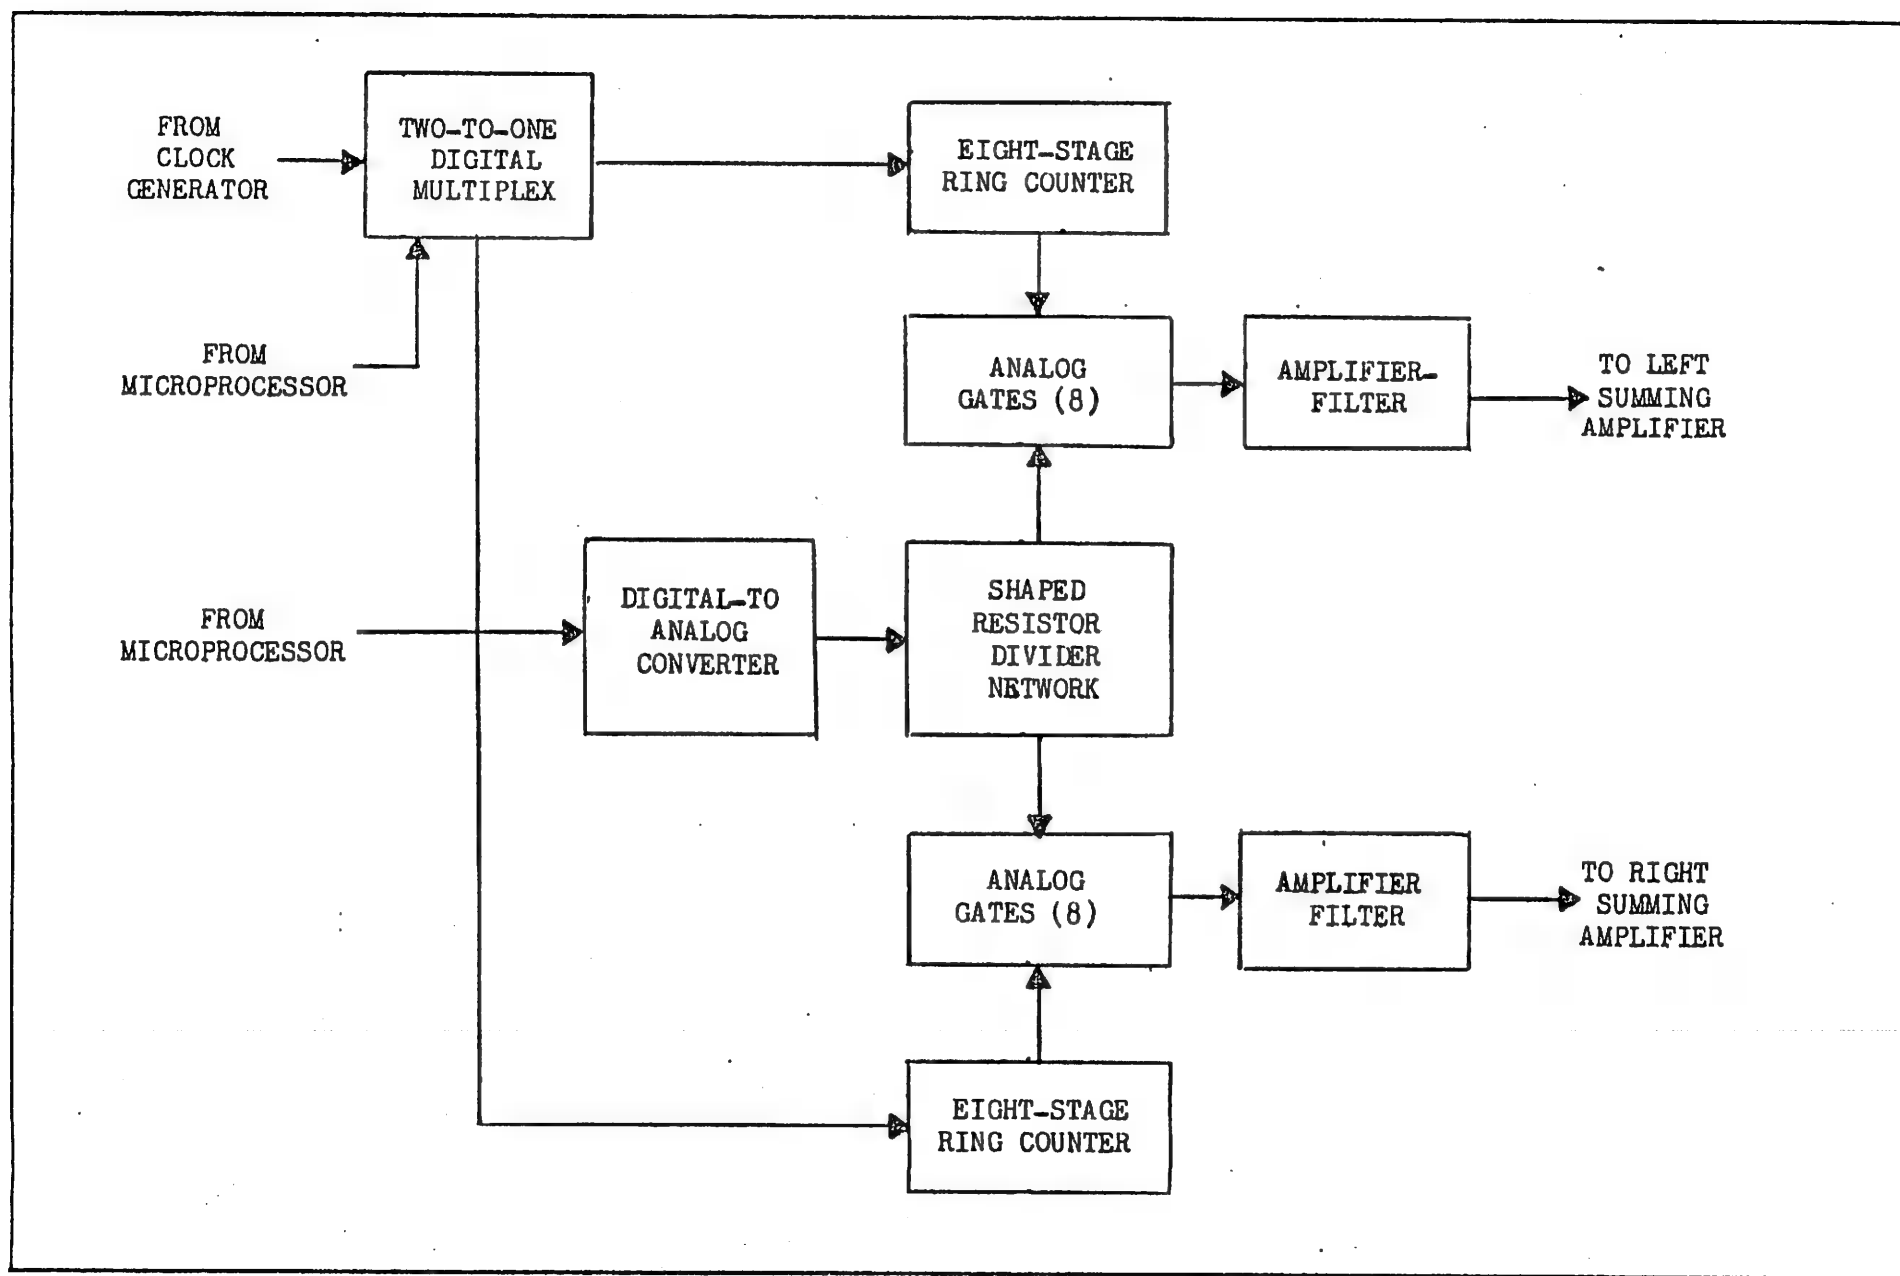 FROM
CLOCK
GENERATOR
TWO-TO-ONE
DIGITAL
MULTIPLEX
EIGHT-STAGE
RING COUNTER
FROM
MICROPROCESSOR
ANALOG
GATES (8)
AMPLIFIER-
FILTER
TO LEFT
SUMMING
AMPLIFIER
FROM
MICROPROCESSOR
DIGITAL-TO
ANALOG
CONVERTER
SHAPED
RESISTOR
DIVIDER
NETWORK
ANALOG
GATES (8)
AMPLIFIER
FILTER
TO RIGHT
SUMMING
AMPLIFIER
EIGHT-STAGE
RING COUNTER